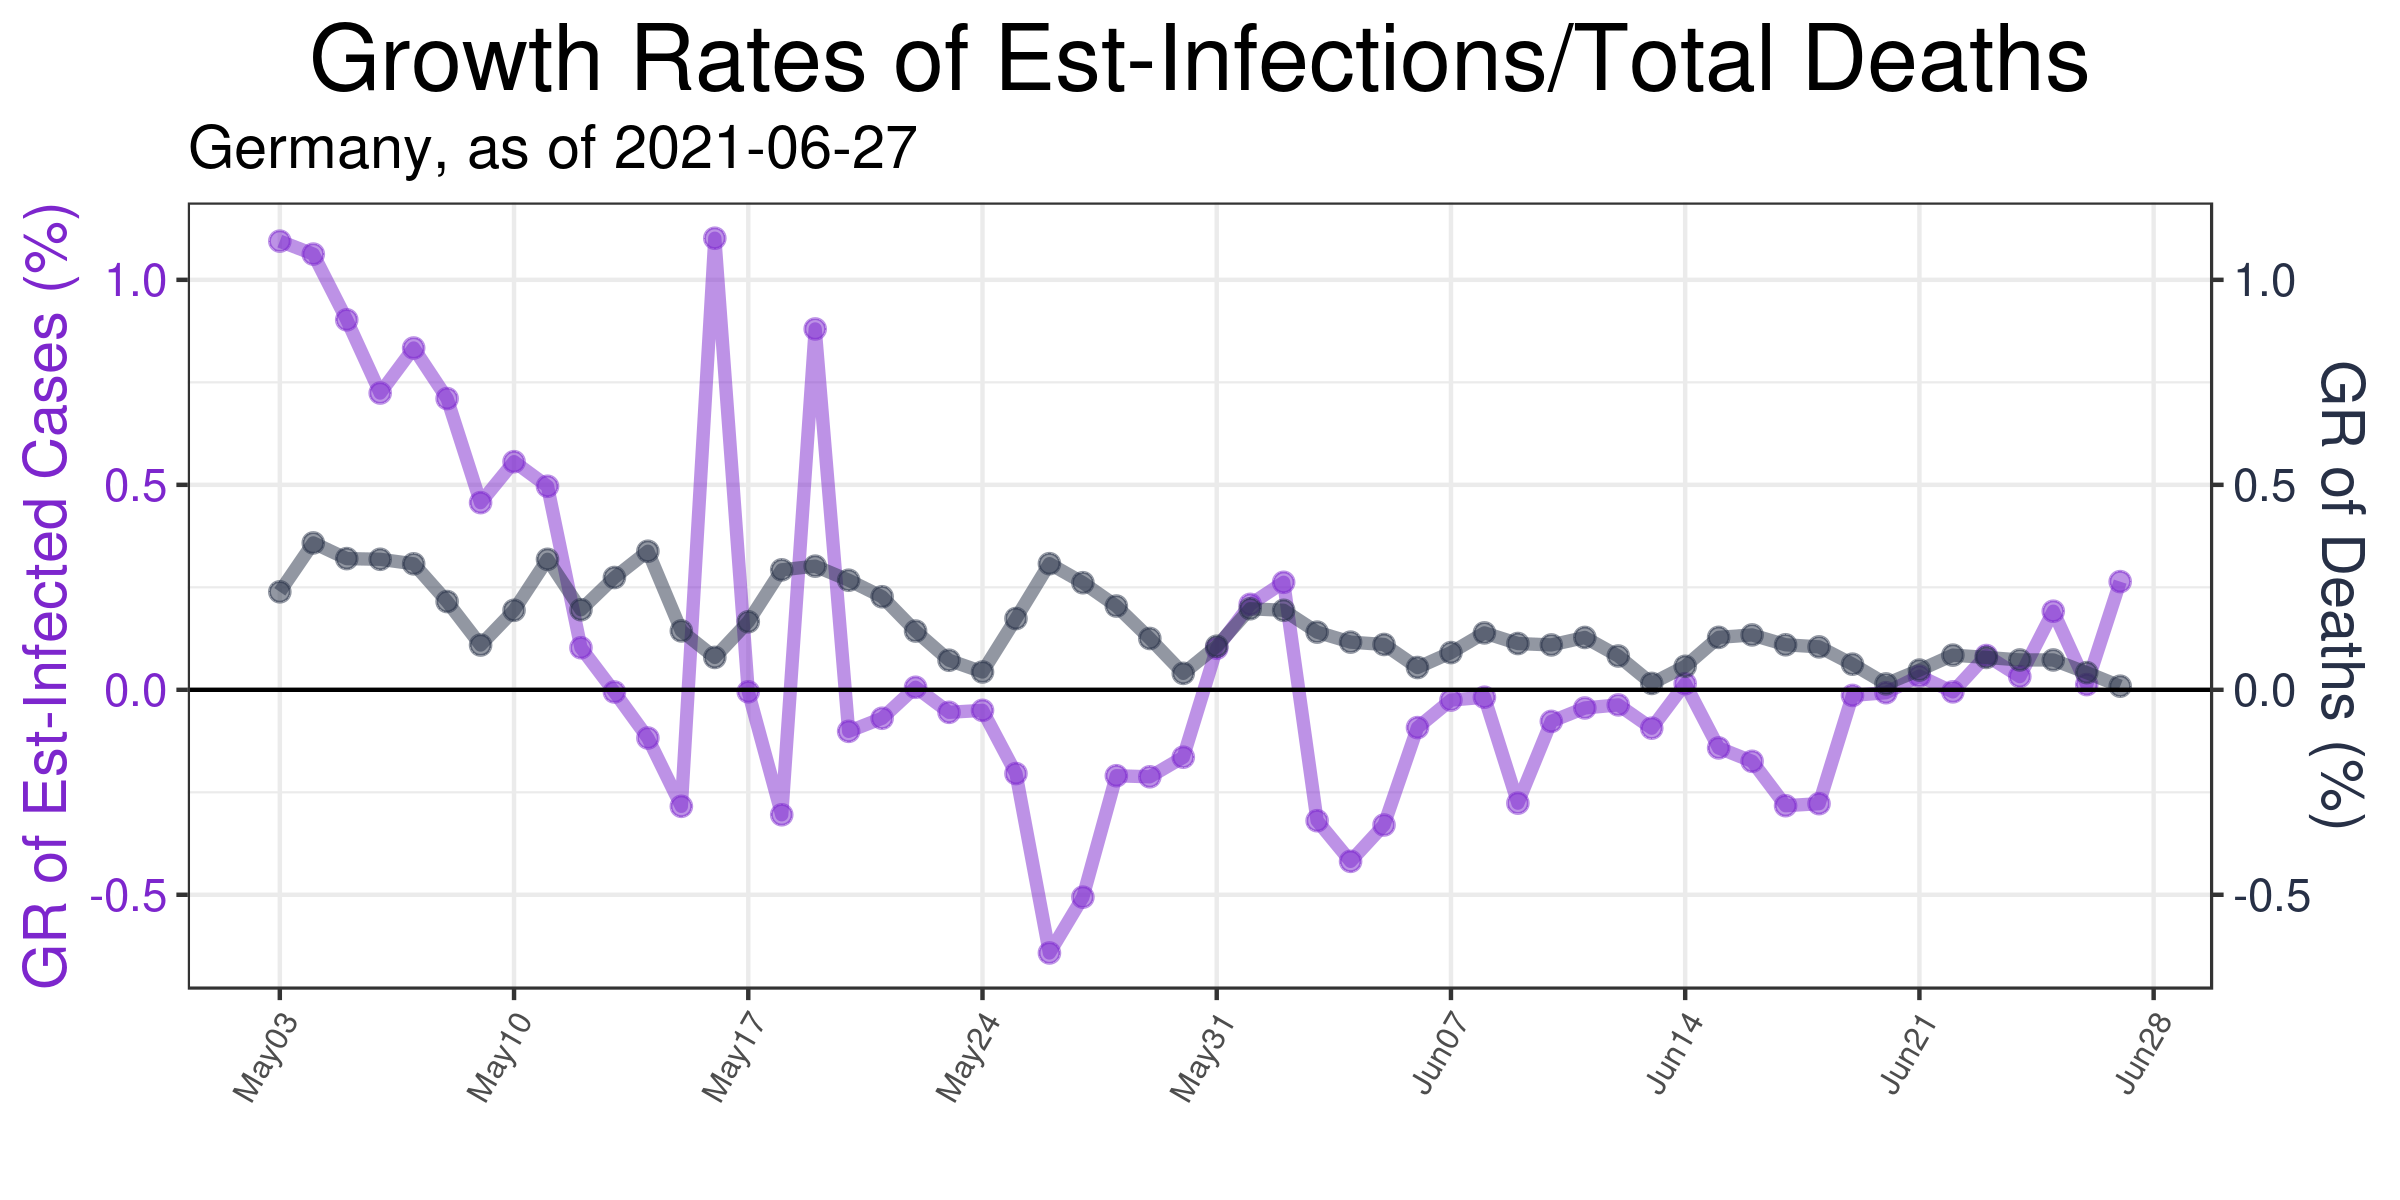 Growth Rates of Est-Infections/Total Deaths
Germany, as of 2021-06-27
GR of Est-Infected Cases (%)
1.0
0.5
0.0
-0.5
1.0
0.5
0.0
-0.5
GR of Deaths (%)
May03
May10
May17
May24
May31
Jun07
Jun14
Jun21
Jun28